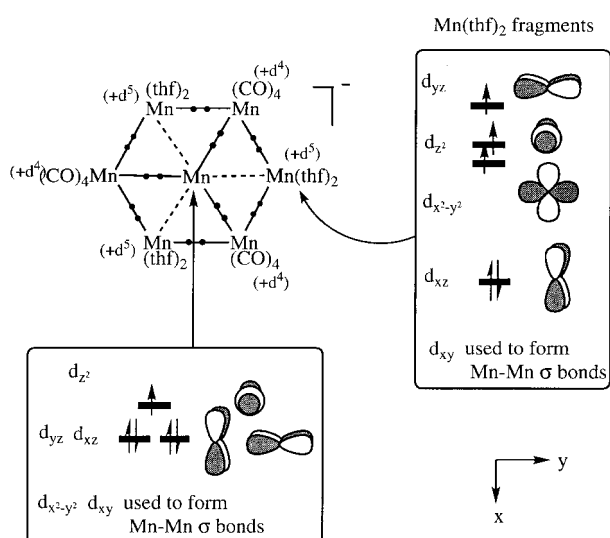 Mn(thf)₂ fragments
(+d⁵) (thf)₂ (CO)₄ (+d⁴) −
Mn Mn
(+d⁵)
(+d⁴)(CO)₄Mn Mn Mn(thf)₂
Mn Mn
(+d⁵) (thf)₂ (CO)₄ (+d⁴)
d_yz
d_z²
d_x²-y²
d_xz
d_xy used to form
Mn-Mn σ bonds
d_z²
d_yz d_xz
d_x²-y² d_xy used to form
Mn-Mn σ bonds
y
x